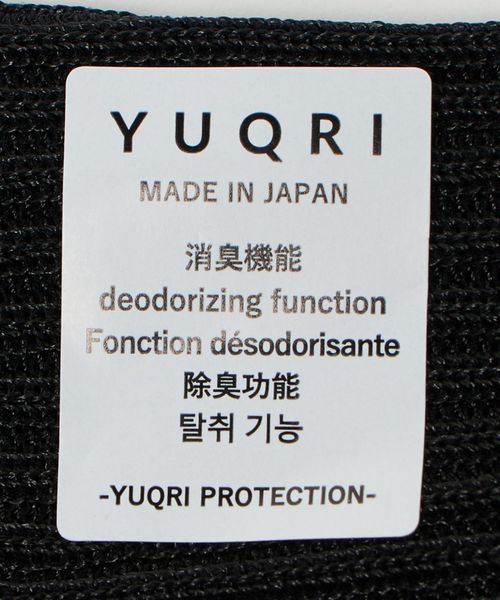 YUQRI
MADE IN JAPAN
消臭機能
deodorizing function
Fonction désodorisante
除臭功能
탈취 기능
-YUQRI PROTECTION-